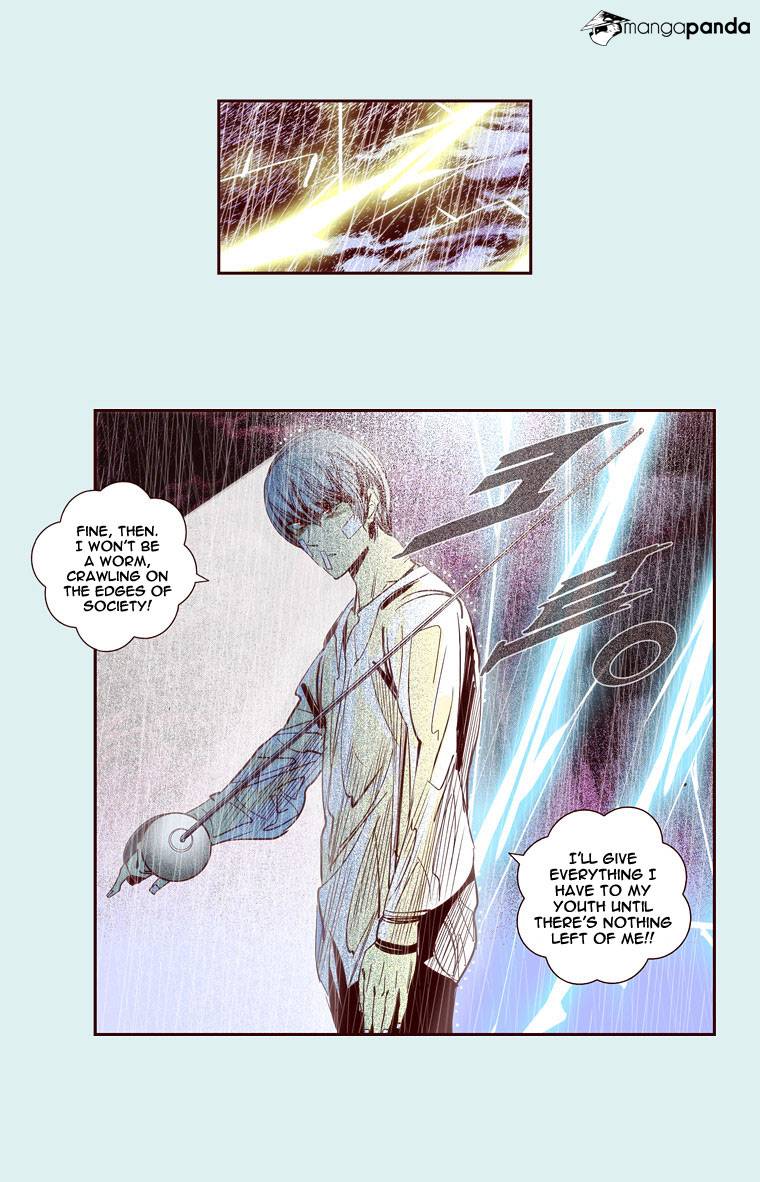 mangapanda
FINE, THEN.
I WON'T BE
A WORM,
CRAWLING ON
THE EDGES OF
SOCIETY!
I'LL GIVE
EVERYTHING I
HAVE TO MY
YOUTH UNTIL
THERE'S NOTHING
LEFT OF ME!!